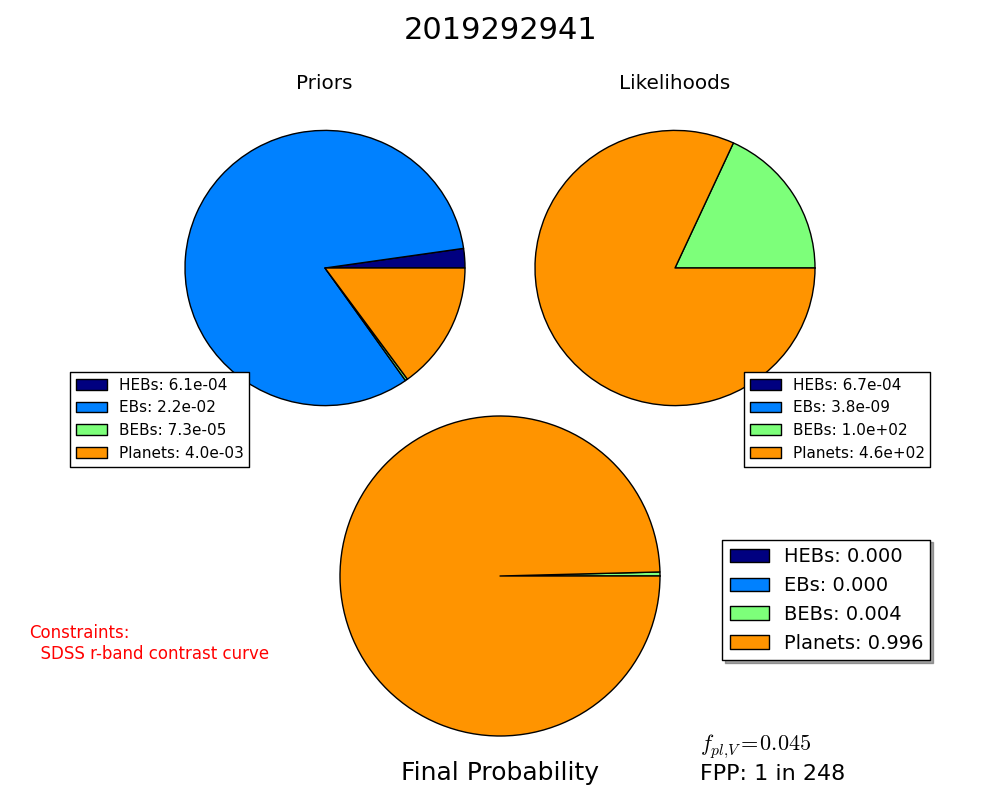 2019292941
Priors
Likelihoods
HEBs: 6.1e-04
EBs: 2.2e-02
BEBs: 7.3e-05
Planets: 4.0e-03
HEBs: 6.7e-04
EBs: 3.8e-09
BEBs: 1.0e+02
Planets: 4.6e+02
HEBs: 0.000
EBs: 0.000
BEBs: 0.004
Planets: 0.996
Constraints:
SDSS r-band contrast curve
f_{pl,V}=0.045
Final Probability
FPP: 1 in 248